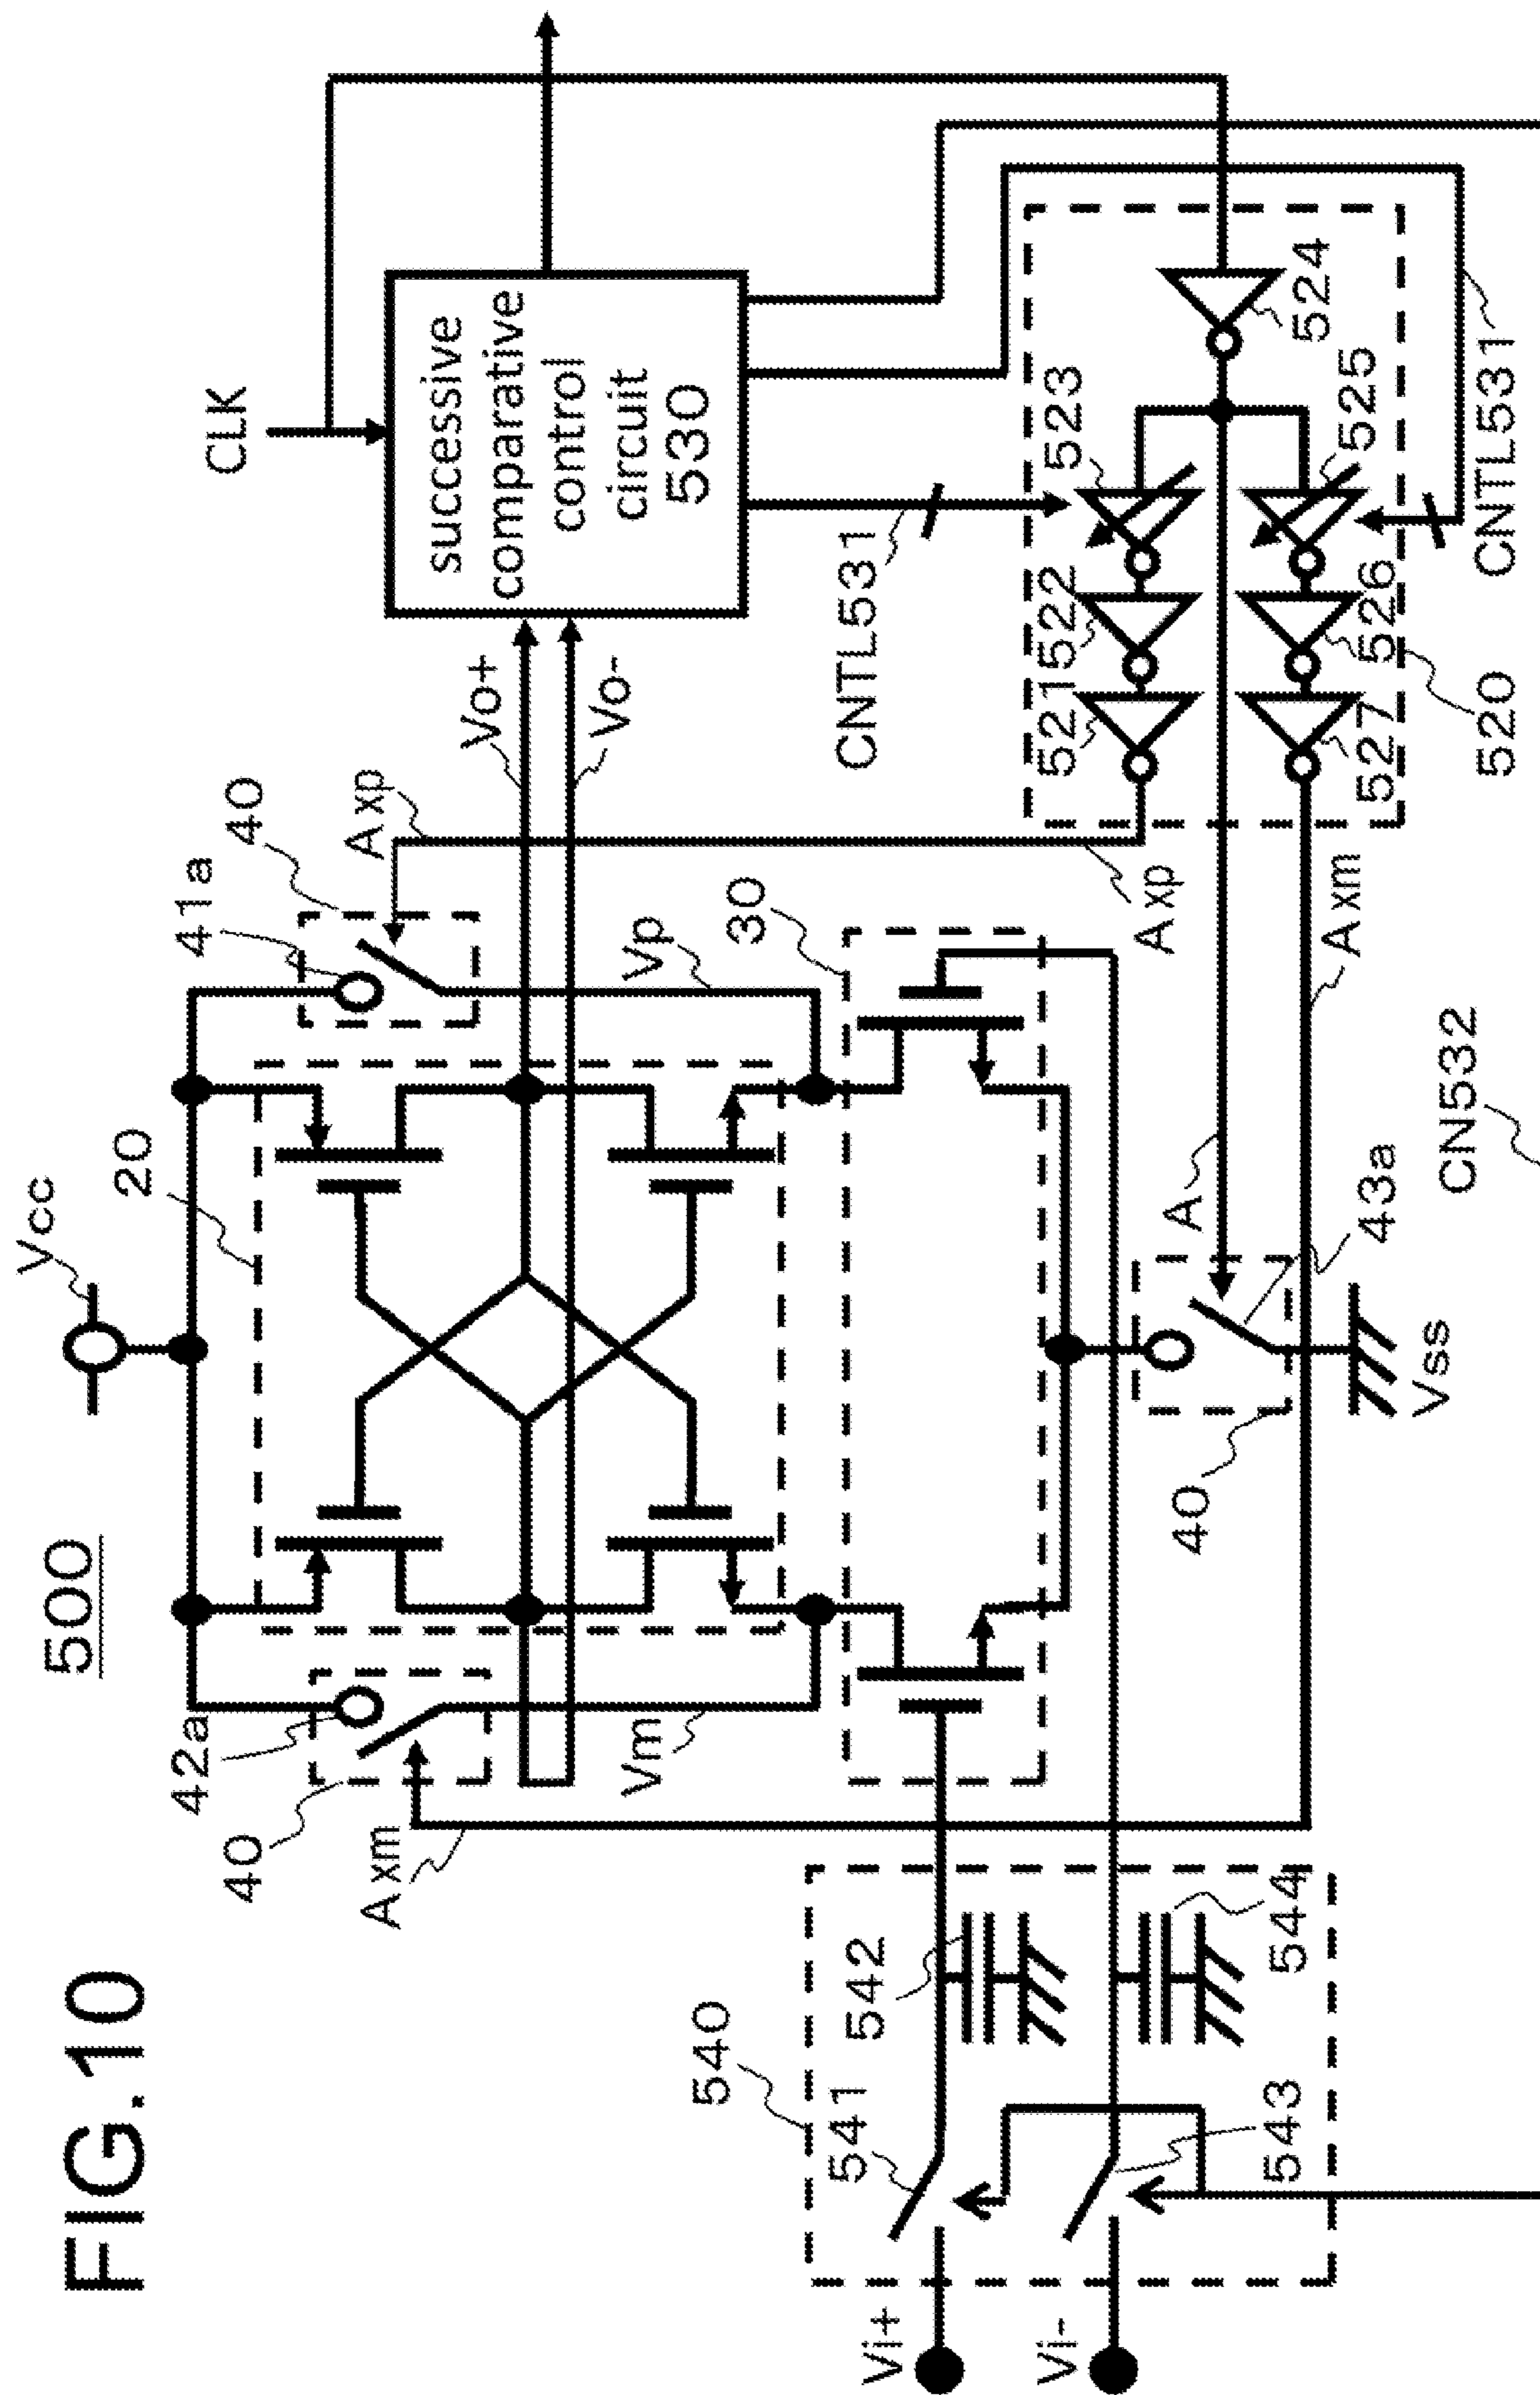 FIG.10
500
Vcc
20
40
42a
Axm
Vm
41a
40
Axp
Vp
30
Vo+
Vo-
CLK
successive
comparative
control
circuit
530
CNTL531
Axp
521
522
523
524
525
526
527
520
CNTL531
Axm
A
43a
40
Vss
CN532
540
541
542
543
544
Vi+
Vi-